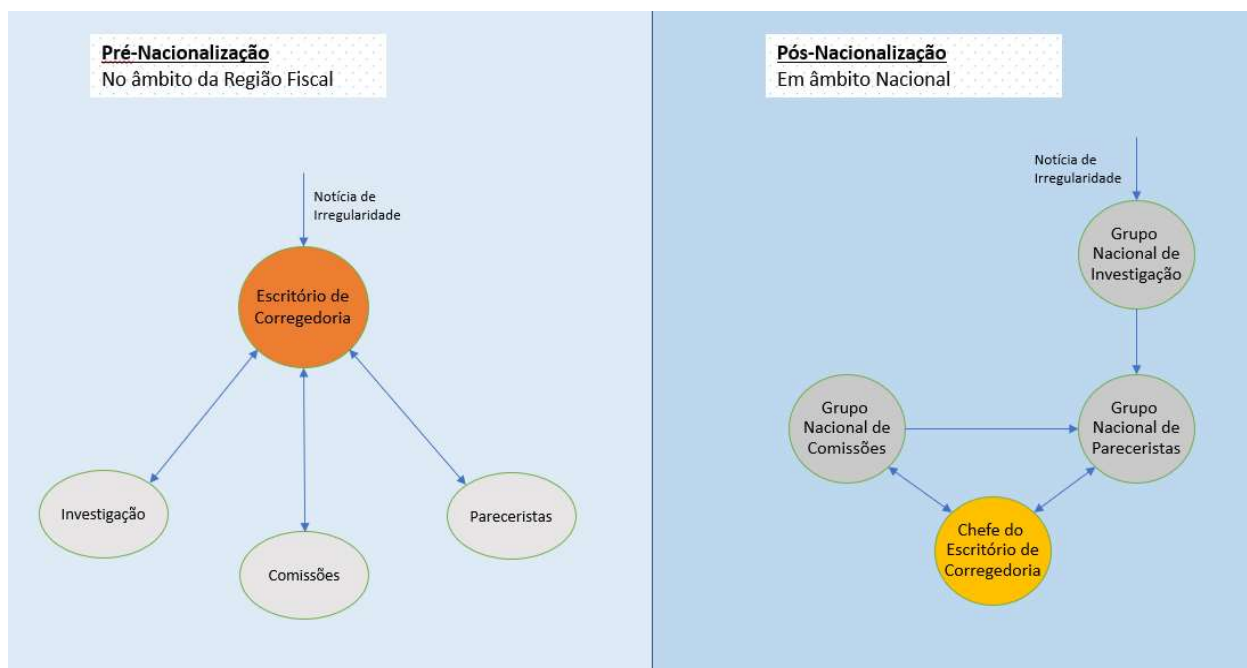 Pré-Nacionalização
No âmbito da Região Fiscal
Notícia de
Irregularidade
Escritório de
Corregedoria
Investigação
Comissões
Pareceristas
Pós-Nacionalização
Em âmbito Nacional
Notícia de
Irregularidade
Grupo
Nacional de
Investigação
Grupo
Nacional de
Comissões
Grupo
Nacional de
Pareceristas
Chefe do
Escritório de
Corregedoria